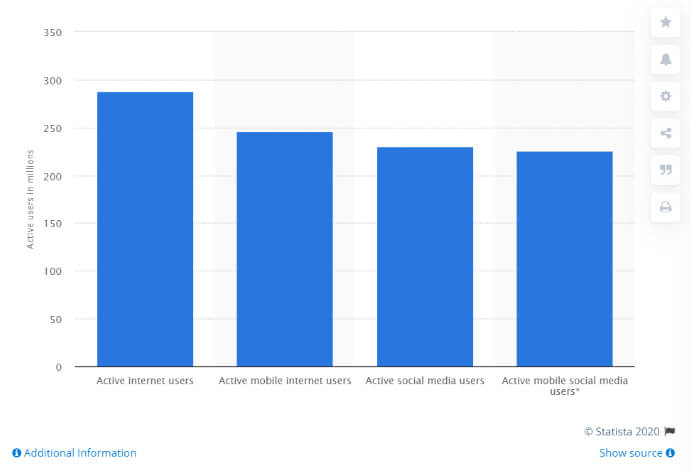 350
300
250
200
150
100
50
0
Active users in millions
Active internet users
Active mobile Internet users
Active social media users
Active mobile social media
users*
© Statista 2020
Additional Information
Show source